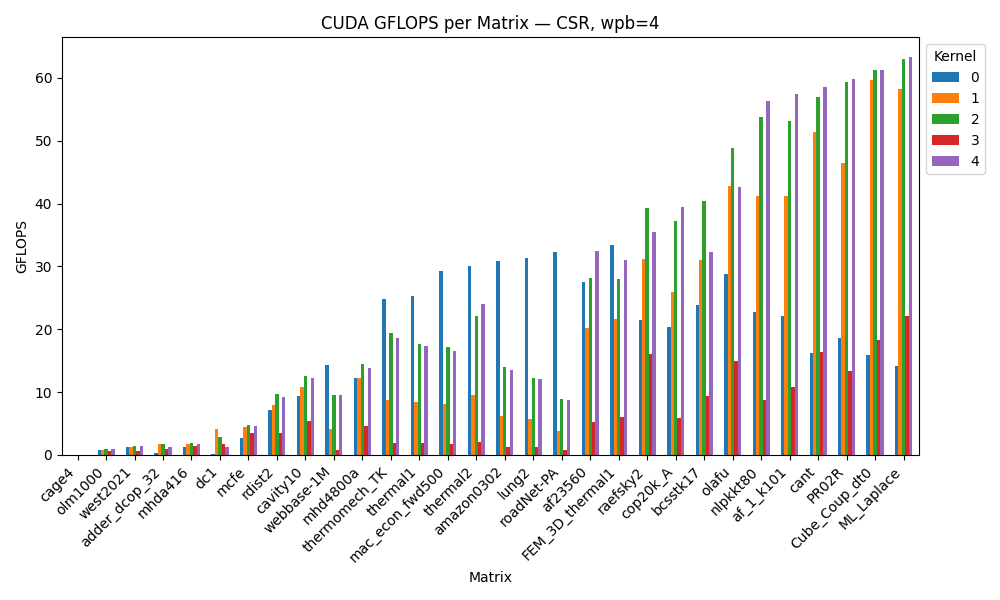 CUDA GFLOPS per Matrix — CSR, wpb=4
GFLOPS
60
50
40
30
20
10
0
Kernel
0
1
2
3
4
cage4
olm1000
west2021
adder_dcop_32
mhda416
dc1
mcfe
rdist2
cavity10
webbase-1M
mhd4800a
thermomech_TK
thermal1
mac_econ_fwd500
thermal2
amazon0302
lung2
roadNet-PA
af23560
FEM_3D_thermal1
raefsky2
cop20k_A
bcsstk17
olafu
nlpkkt80
af_1_k101
cant
PR02R
Cube_Coup_dt0
ML_Laplace
Matrix